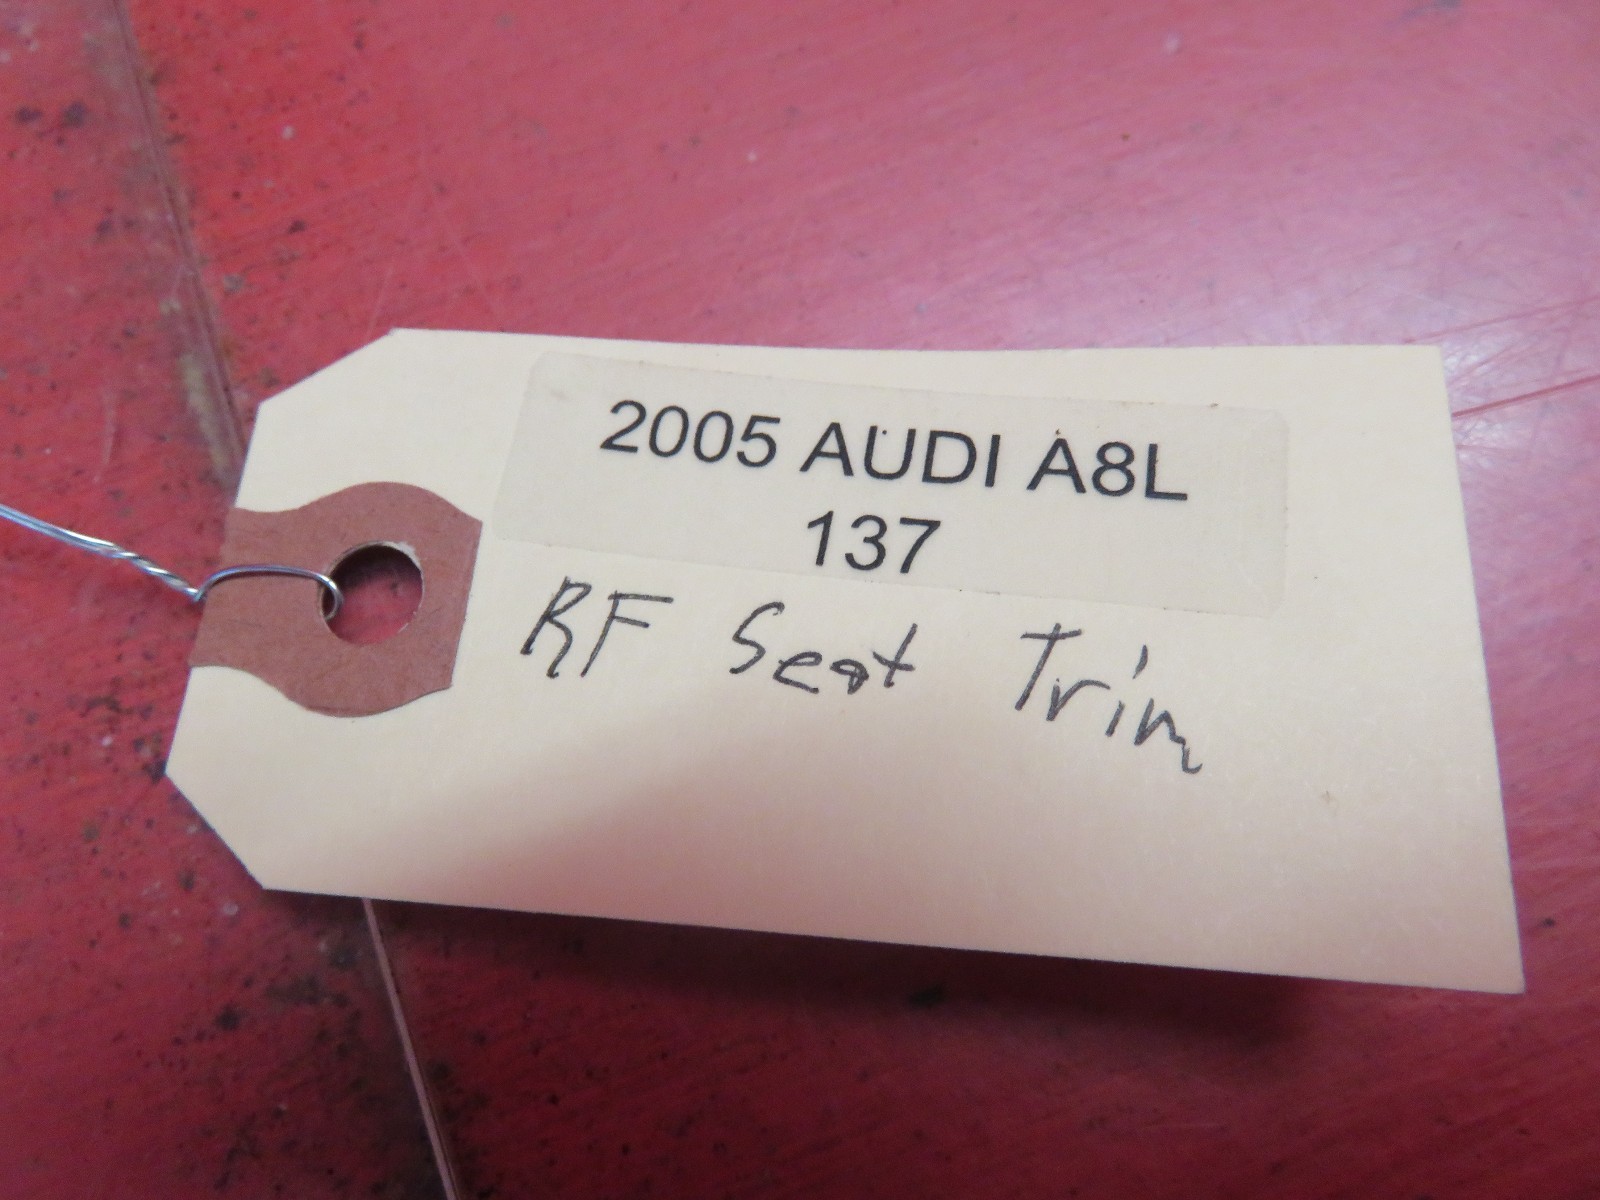 2005 AUDI A8L
137
RF Seat Trim